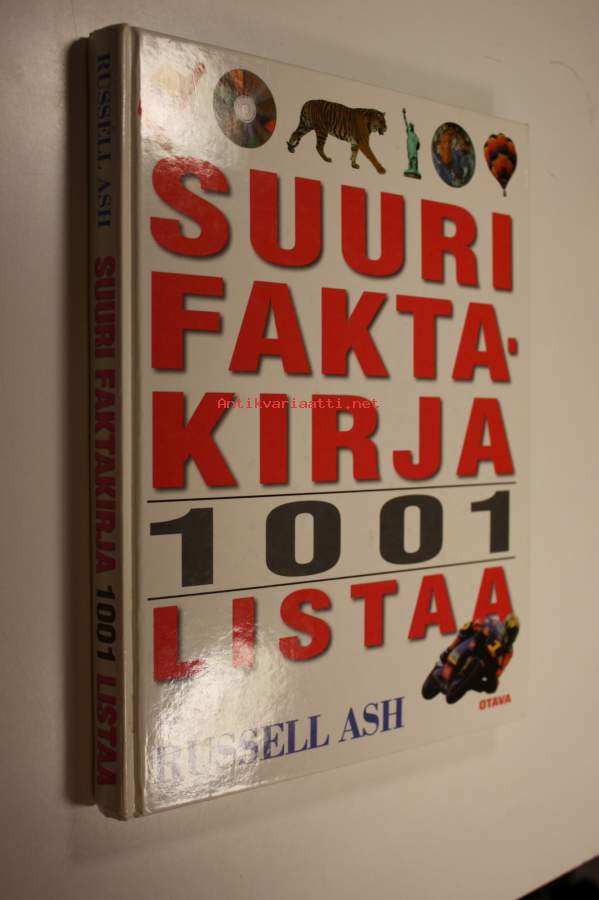 RUSSELL ASH SUURI FAKTAKIRJA 1001 LISTAA
SUURI
FAKTA-
KIRJA
1001
LISTAA
RUSSELL ASH
OTAVA
Antikvariaatti.net